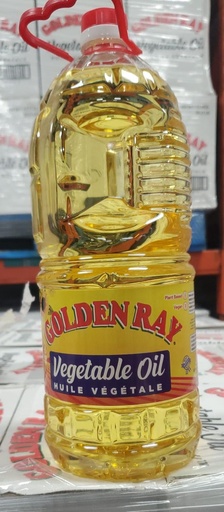 GOLDEN RAY
Vegetable Oil
HUILE VÉGÉTALE